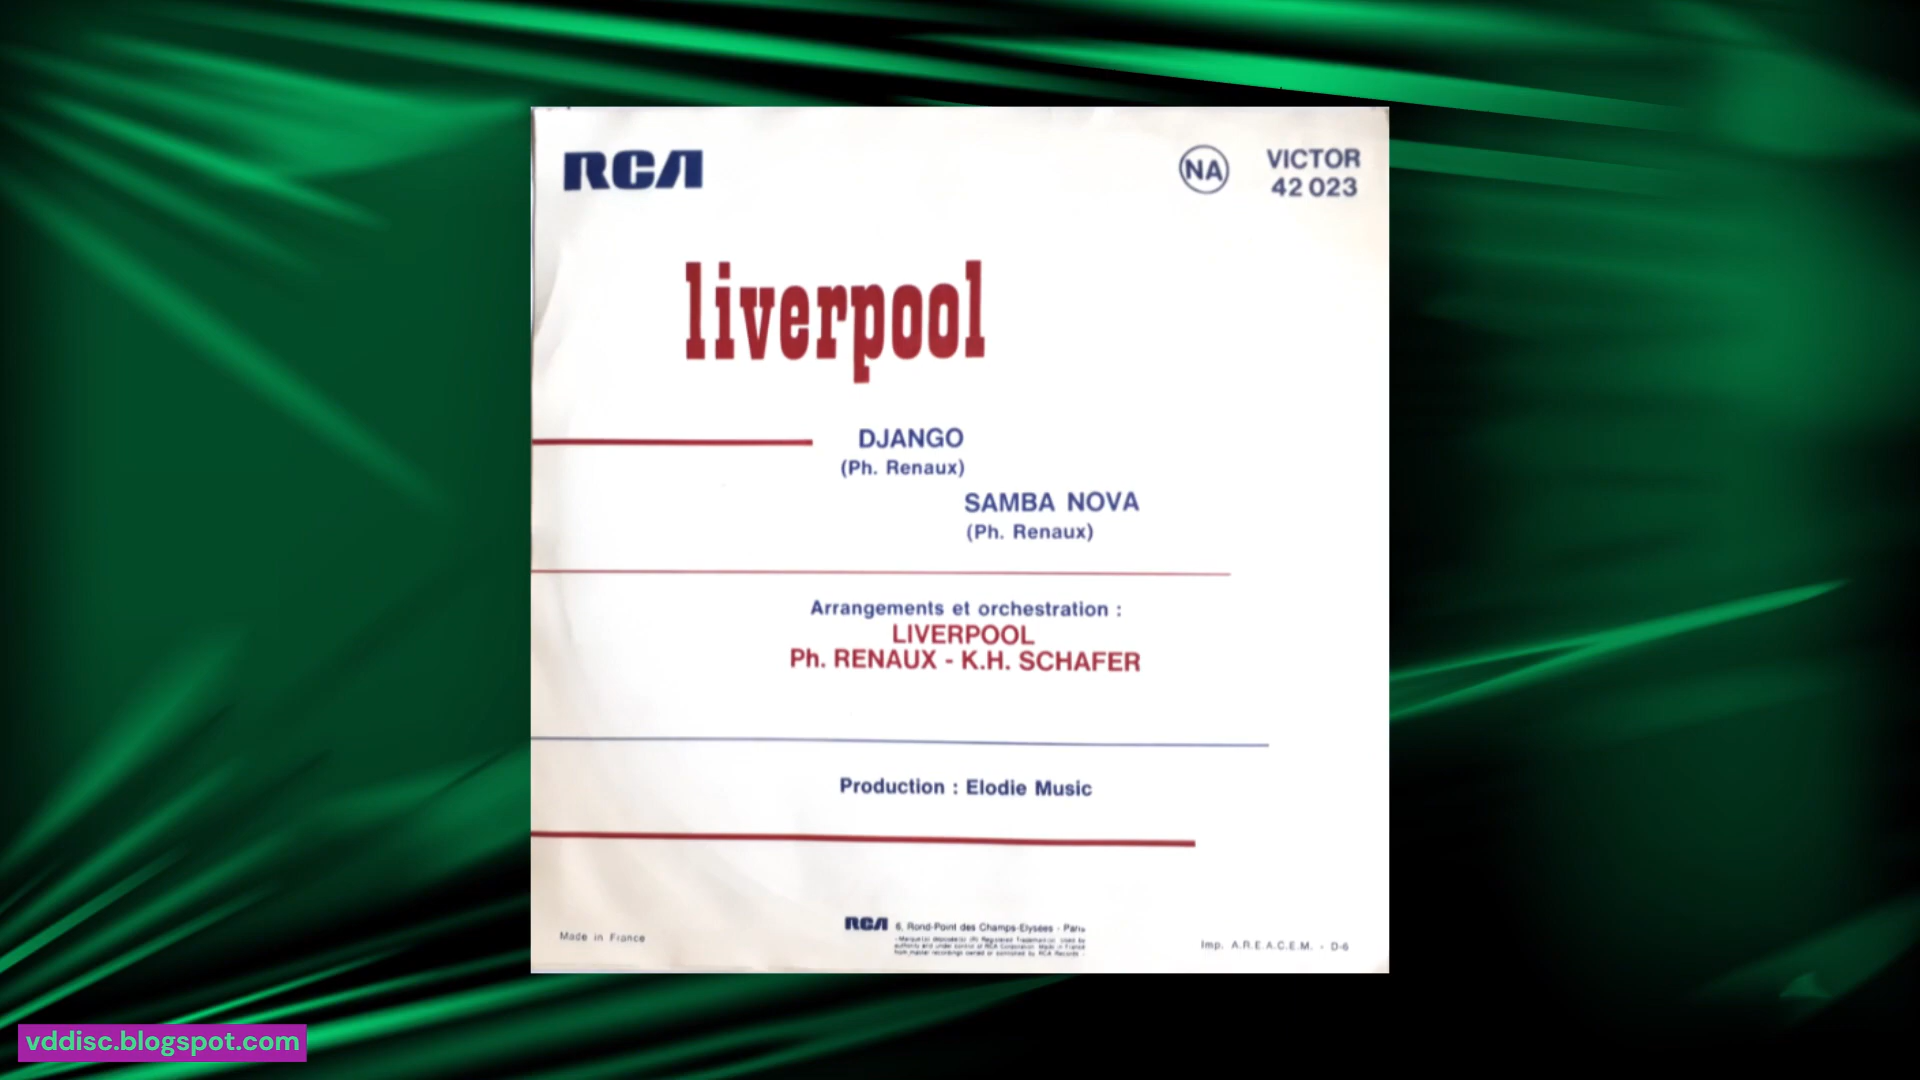 RCA
NA
VICTOR
42 023
liverpool
DJANGO
(Ph. Renaux)
SAMBA NOVA
(Ph. Renaux)
Arrangements et orchestration :
LIVERPOOL
Ph. RENAUX - K.H. SCHAFER
Production : Elodie Music
Made in France
RCA 6, Rond-Point des Champs-Elysées - Paris
Imp. A.R.E.A.C.E.M. - D-6
vddisc.blogspot.com